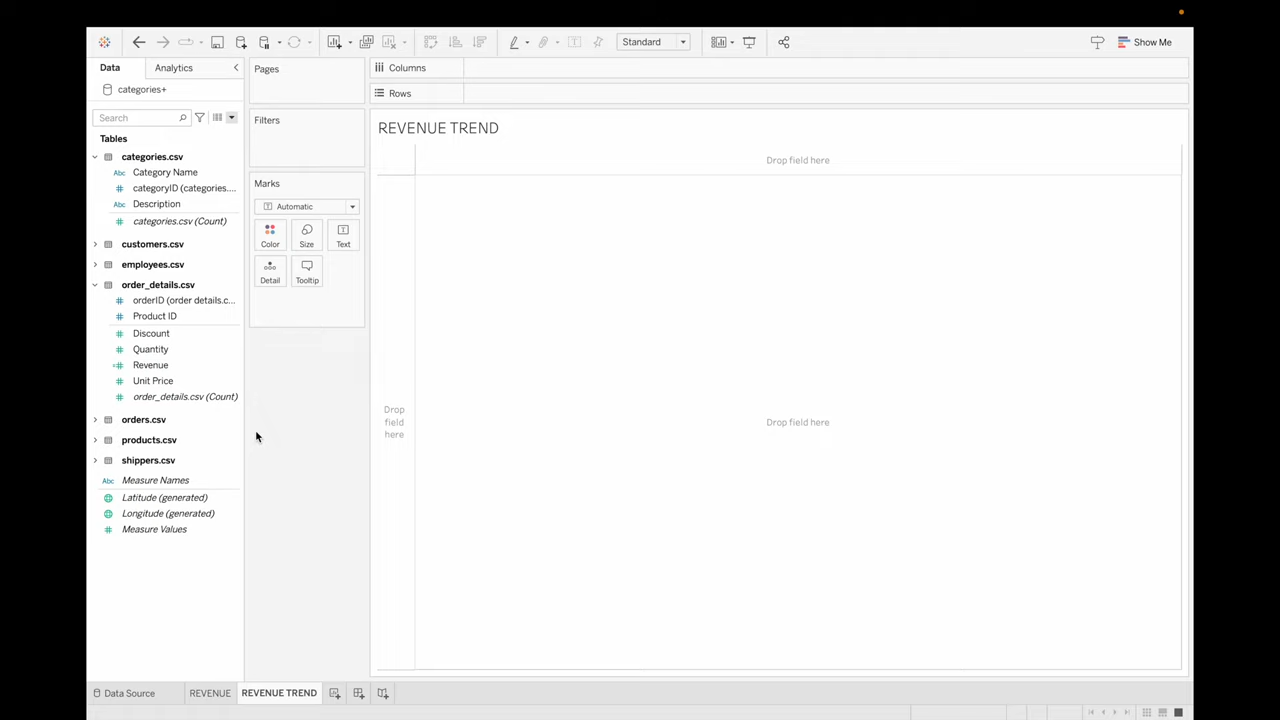 Standard
Show Me
Data
Analytics
categories+
Search
Tables
categories.csv
Abc
Category Name
categoryID (categories....
Abc
Description
categories.csv (Count)
customers.csv
employees.csv
order_details.csv
orderID (order details.c...
Product ID
Discount
Quantity
Revenue
Unit Price
order_details.csv (Count)
orders.csv
products.csv
shippers.csv
Abc
Measure Names
Latitude (generated)
Longitude (generated)
Measure Values
Pages
Filters
Marks
Automatic
Color
Size
Text
Detail
Tooltip
Columns
Rows
REVENUE TREND
Drop field here
Drop
field
here
Drop field here
Data Source
REVENUE
REVENUE TREND